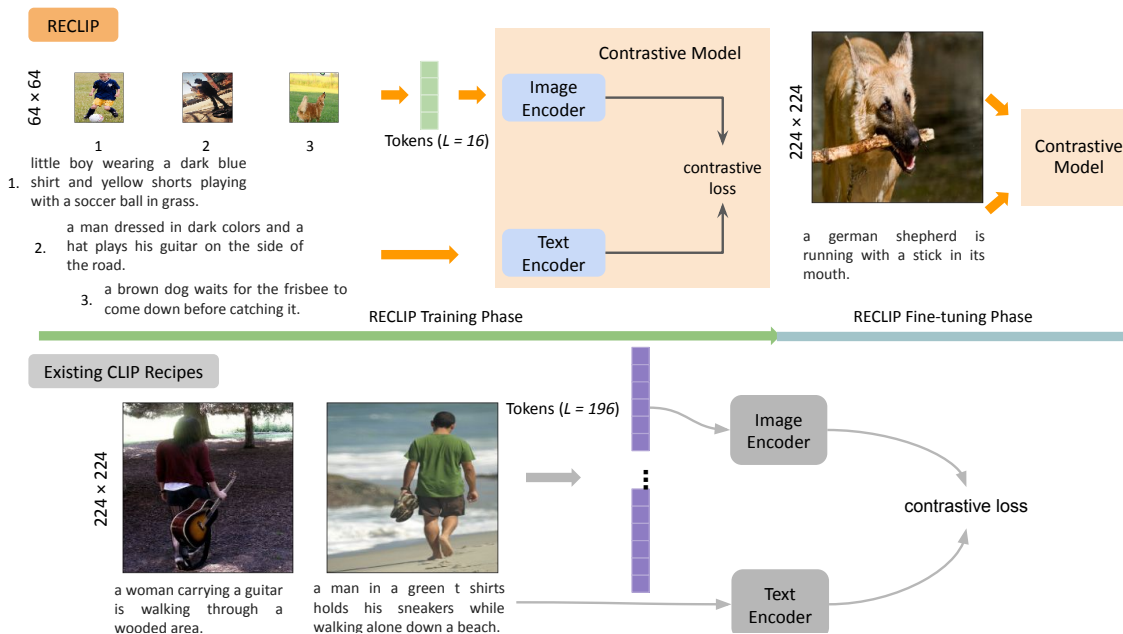 RECLIP
64 × 64
1
2
3
Tokens (L = 16)
Contrastive Model
Image
Encoder
contrastive
loss
Text
Encoder
1.
little boy wearing a dark blue
shirt and yellow shorts playing
with a soccer ball in grass.
2.
a man dressed in dark colors and a
hat plays his guitar on the side of
the road.
3.
a brown dog waits for the frisbee to
come down before catching it.
224 × 224
a german shepherd is
running with a stick in its
mouth.
Contrastive
Model
RECLIP Training Phase
RECLIP Fine-tuning Phase
Existing CLIP Recipes
224 × 224
a woman carrying a guitar
is walking through a
wooded area.
a man in a green t shirts
holds his sneakers while
walking alone down a beach.
Tokens (L = 196)
Image
Encoder
contrastive loss
Text
Encoder